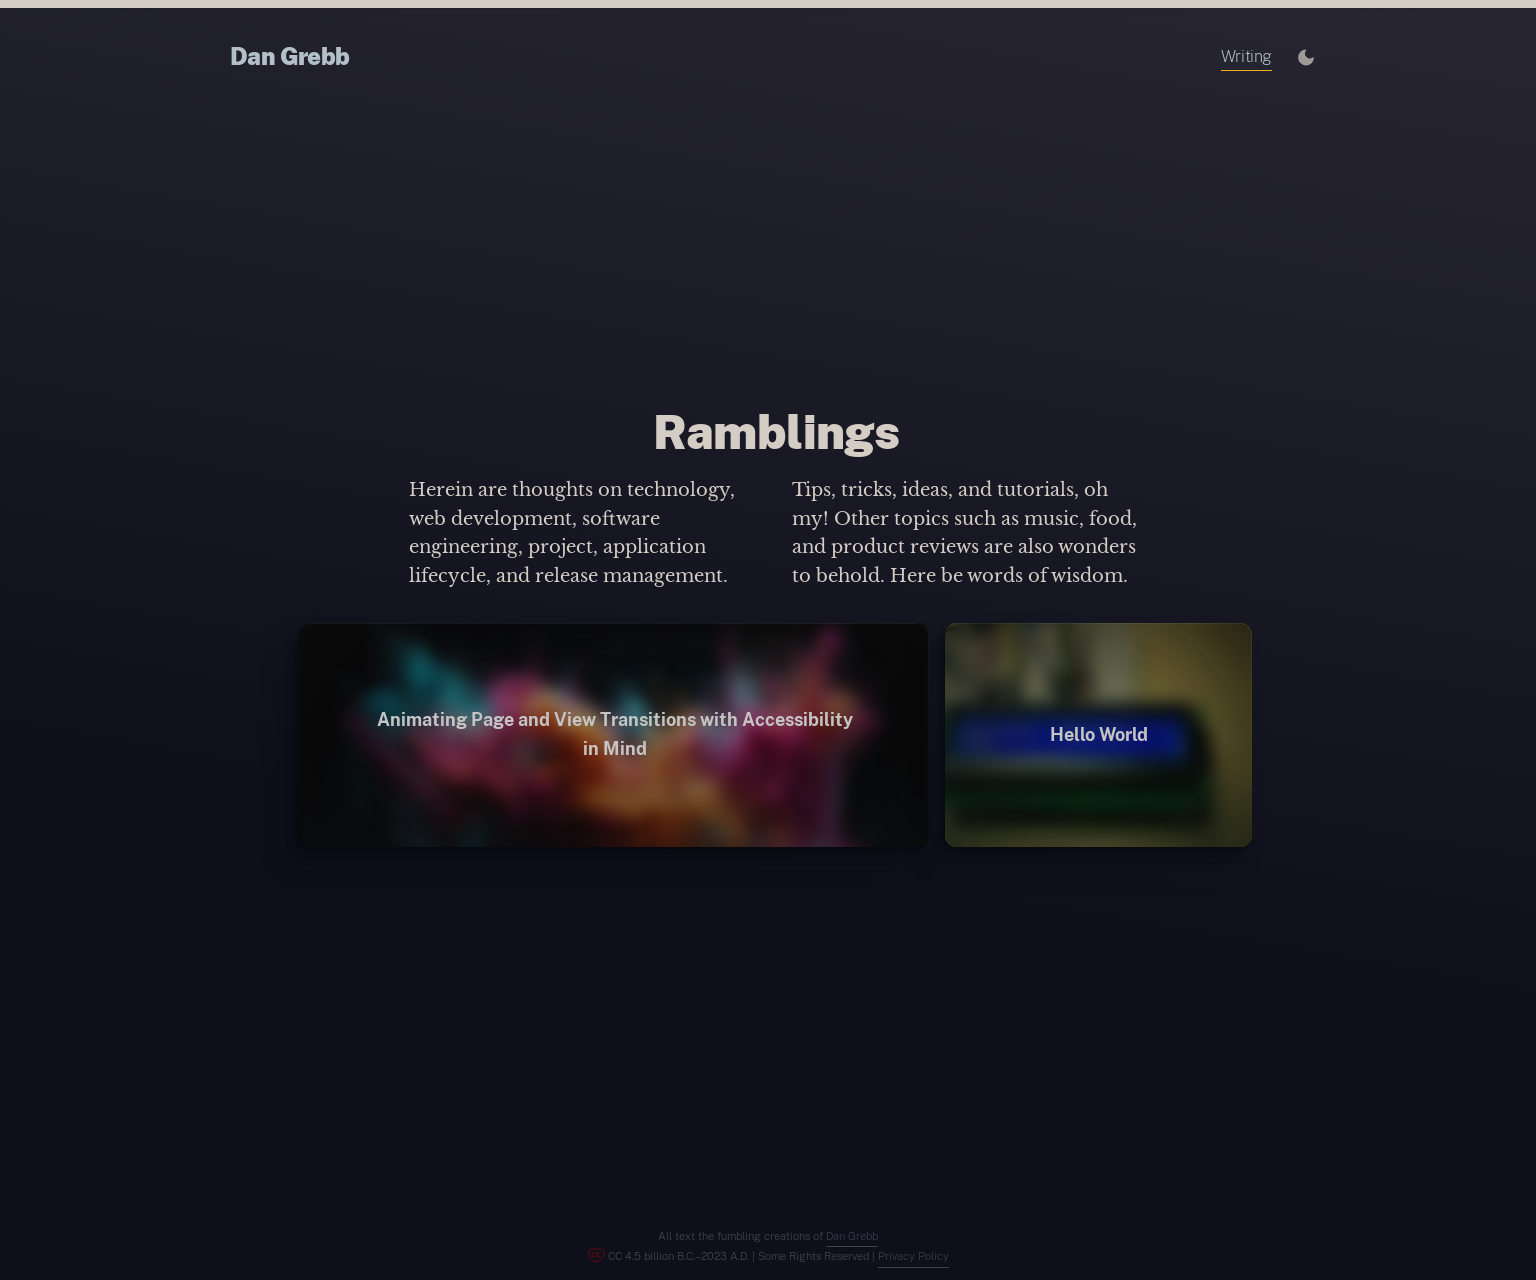 Dan Grebb
Writing
Ramblings
Herein are thoughts on technology,
web development, software
engineering, project, application
lifecycle, and release management.
Tips, tricks, ideas, and tutorials, oh
my! Other topics such as music, food,
and product reviews are also wonders
to behold. Here be words of wisdom.
Animating Page and View Transitions with Accessibility
in Mind
Hello World
All text the fumbling creations of Dan Grebb
CC 4.5 billion B.C.–2023 A.D. | Some Rights Reserved | Privacy Policy